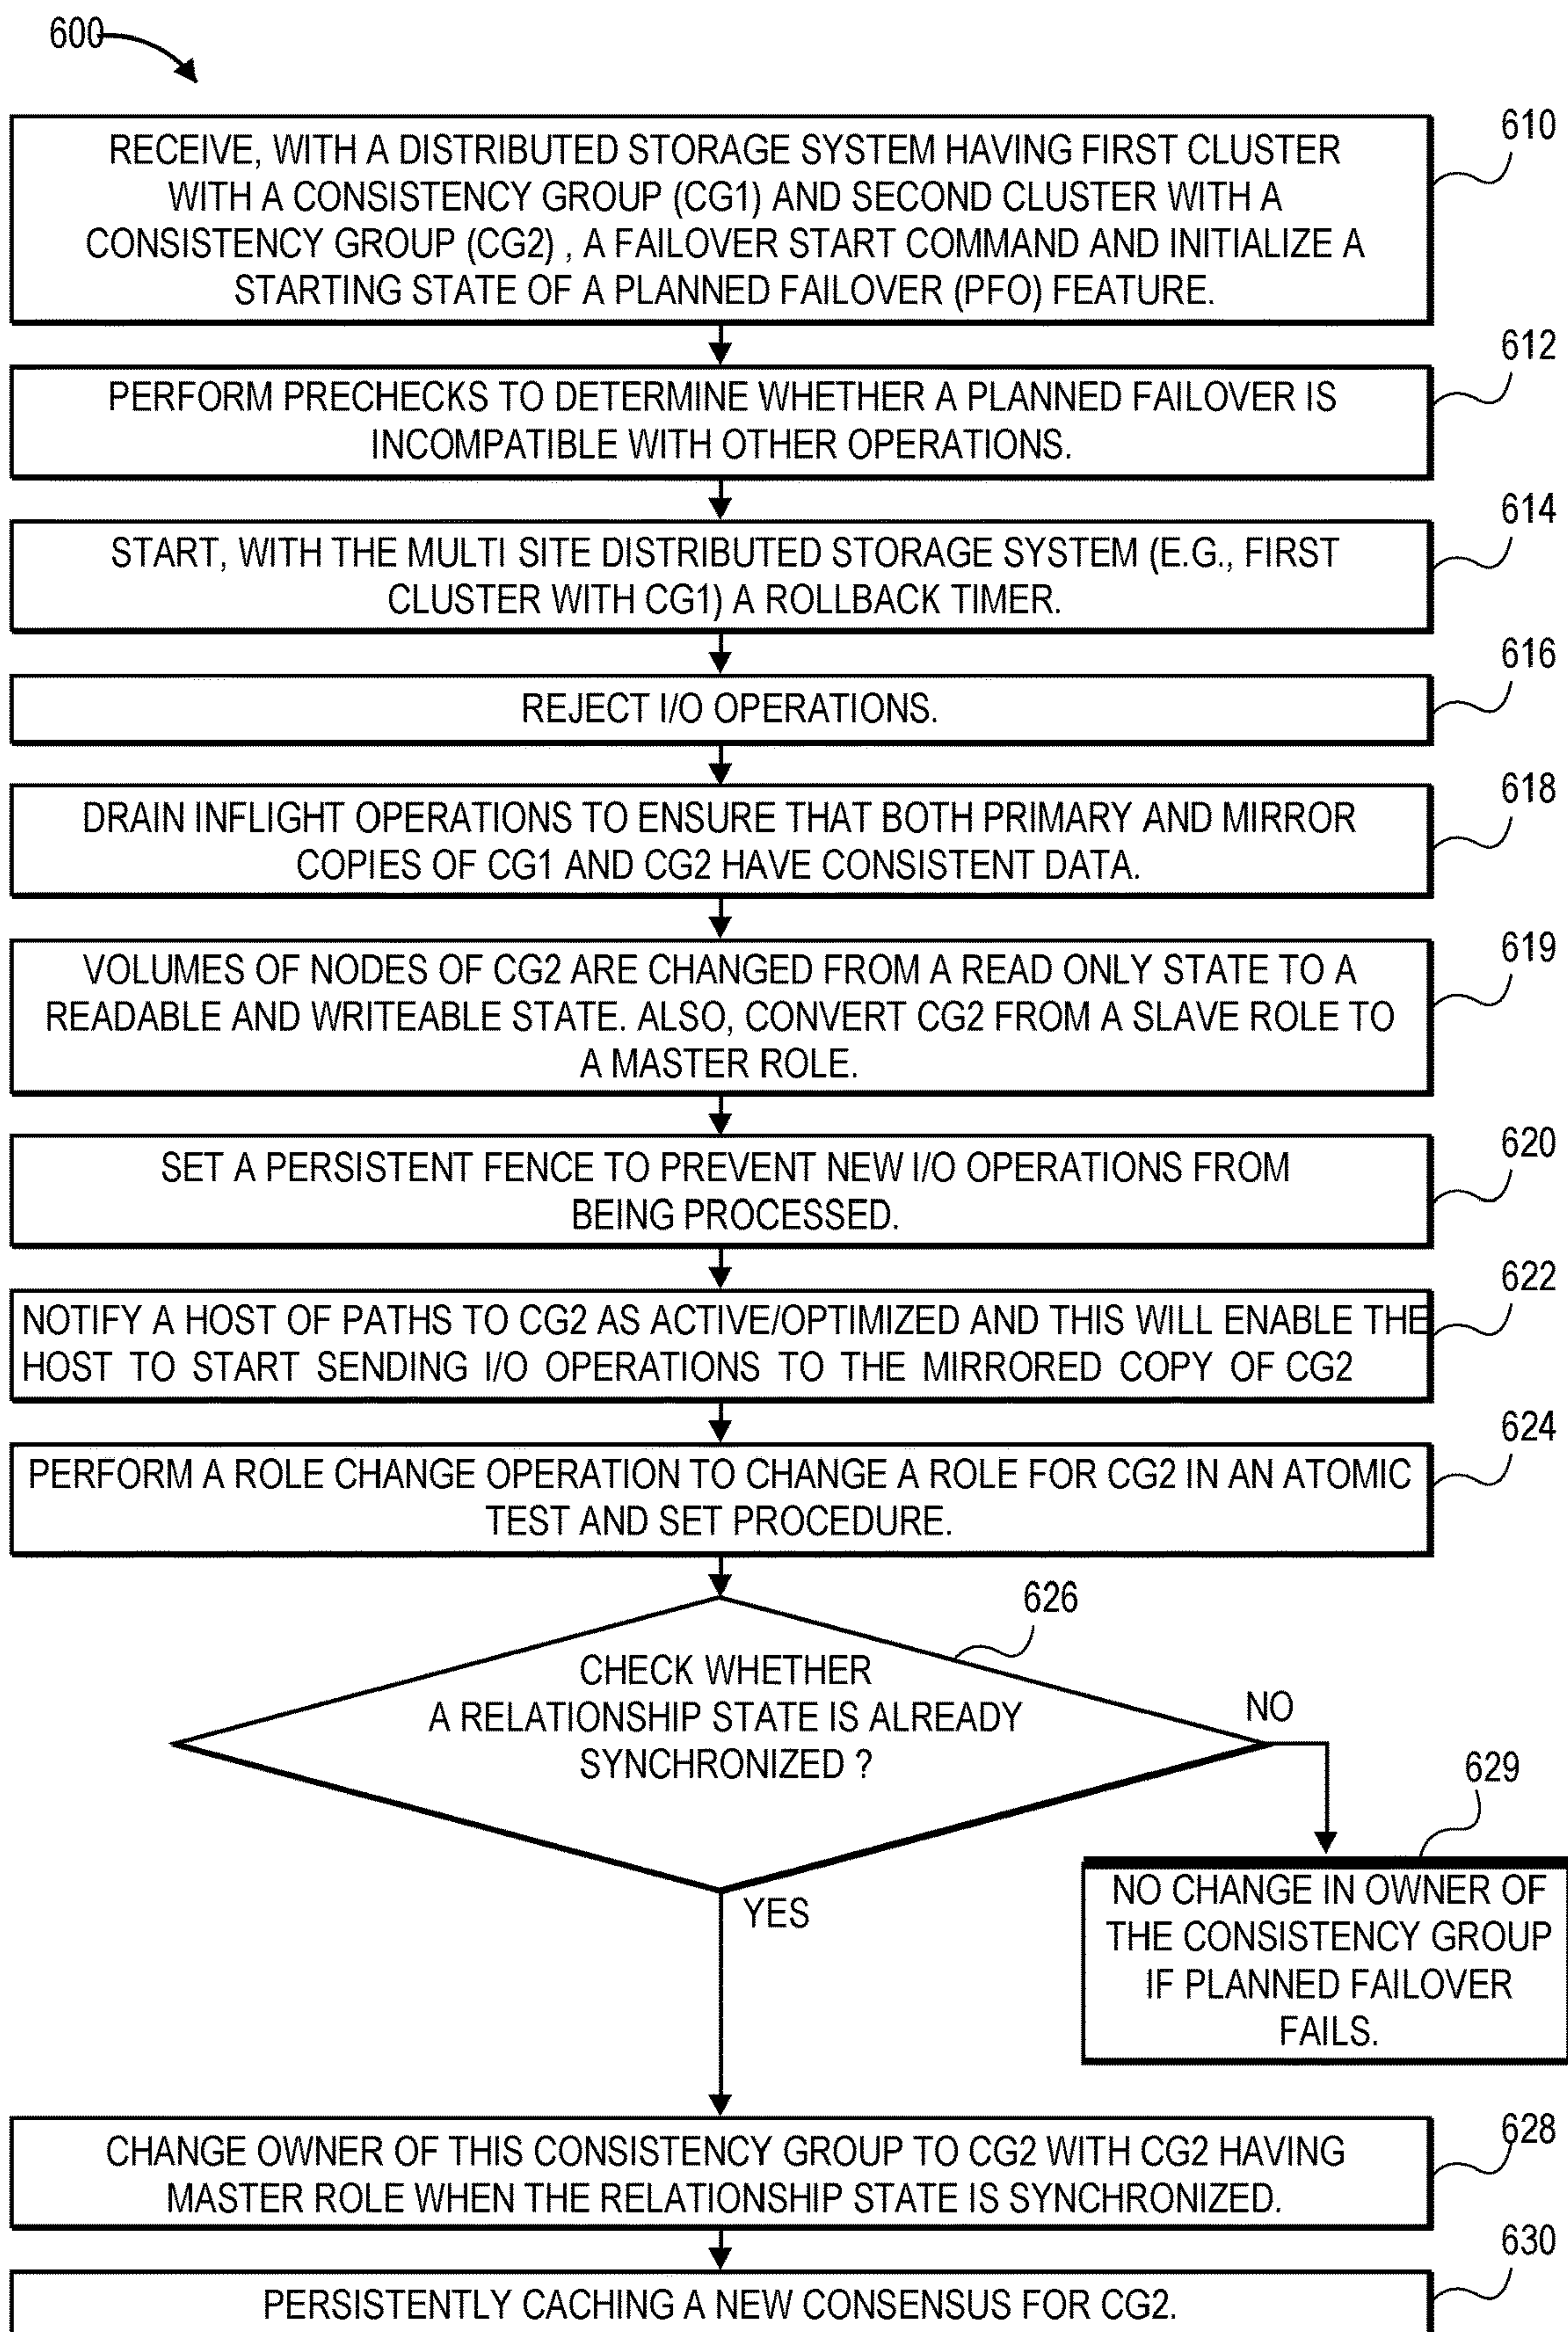 600
RECEIVE, WITH A DISTRIBUTED STORAGE SYSTEM HAVING FIRST CLUSTER
WITH A CONSISTENCY GROUP (CG1) AND SECOND CLUSTER WITH A
CONSISTENCY GROUP (CG2) , A FAILOVER START COMMAND AND INITIALIZE A
STARTING STATE OF A PLANNED FAILOVER (PFO) FEATURE.
610
PERFORM PRECHECKS TO DETERMINE WHETHER A PLANNED FAILOVER IS
INCOMPATIBLE WITH OTHER OPERATIONS.
612
START, WITH THE MULTI SITE DISTRIBUTED STORAGE SYSTEM (E.G., FIRST
CLUSTER WITH CG1) A ROLLBACK TIMER.
614
REJECT I/O OPERATIONS.
616
DRAIN INFLIGHT OPERATIONS TO ENSURE THAT BOTH PRIMARY AND MIRROR
COPIES OF CG1 AND CG2 HAVE CONSISTENT DATA.
618
VOLUMES OF NODES OF CG2 ARE CHANGED FROM A READ ONLY STATE TO A
READABLE AND WRITEABLE STATE. ALSO, CONVERT CG2 FROM A SLAVE ROLE TO
A MASTER ROLE.
619
SET A PERSISTENT FENCE TO PREVENT NEW I/O OPERATIONS FROM
BEING PROCESSED.
620
NOTIFY A HOST OF PATHS TO CG2 AS ACTIVE/OPTIMIZED AND THIS WILL ENABLE THE
HOST TO START SENDING I/O OPERATIONS TO THE MIRRORED COPY OF CG2
622
PERFORM A ROLE CHANGE OPERATION TO CHANGE A ROLE FOR CG2 IN AN ATOMIC
TEST AND SET PROCEDURE.
624
CHECK WHETHER
A RELATIONSHIP STATE IS ALREADY
SYNCHRONIZED ?
626
NO
YES
NO CHANGE IN OWNER OF
THE CONSISTENCY GROUP
IF PLANNED FAILOVER
FAILS.
629
CHANGE OWNER OF THIS CONSISTENCY GROUP TO CG2 WITH CG2 HAVING
MASTER ROLE WHEN THE RELATIONSHIP STATE IS SYNCHRONIZED.
628
PERSISTENTLY CACHING A NEW CONSENSUS FOR CG2.
630